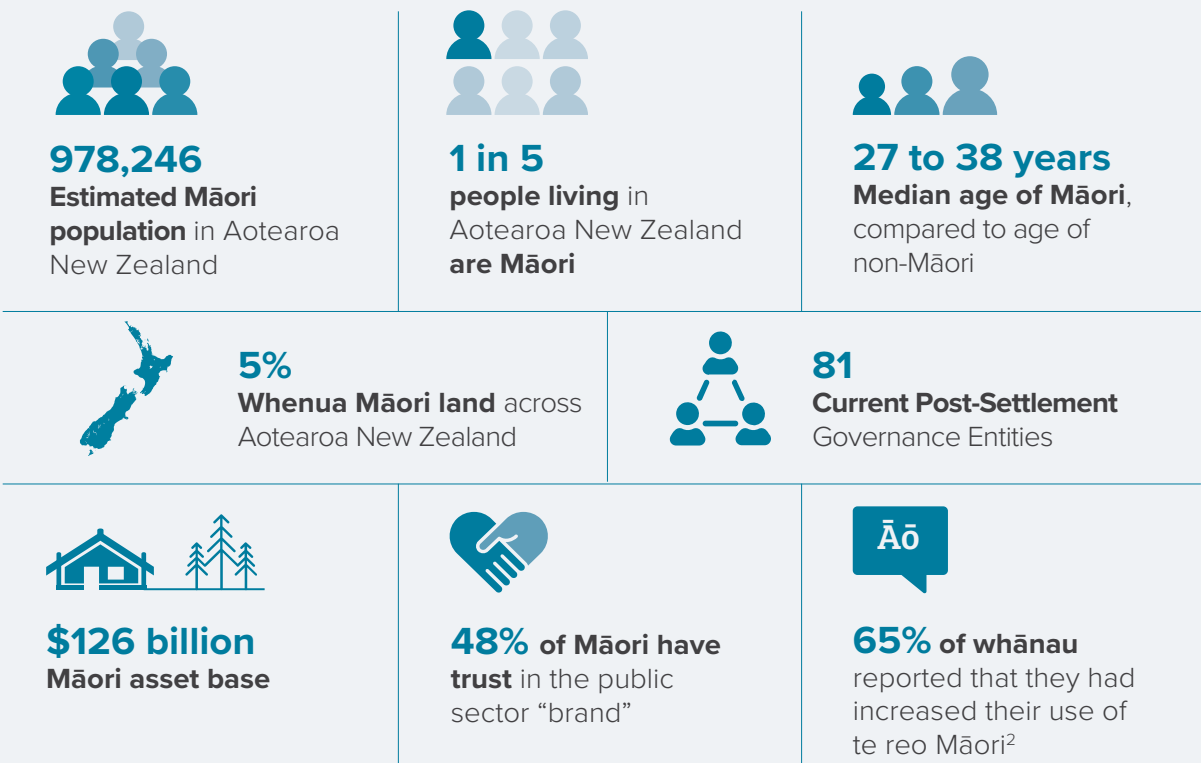 978,246
Estimated Māori
population in Aotearoa
New Zealand
1 in 5
people living in
Aotearoa New Zealand
are Māori
27 to 38 years
Median age of Māori,
compared to age of
non-Māori
5%
Whenua Māori land across
Aotearoa New Zealand
81
Current Post-Settlement
Governance Entities
$126 billion
Māori asset base
48% of Māori have
trust in the public
sector “brand”
Āō
65% of whānau
reported that they had
increased their use of
te reo Māori²